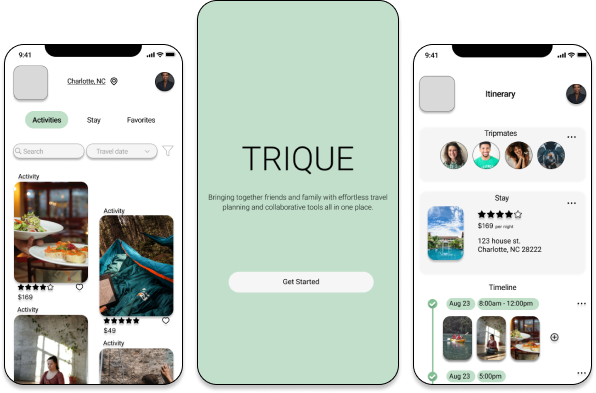 9:41
Charlotte, NC
Activities
Stay
Favorites
Search
Travel date
Activity
$169
Activity
Activity
$49
Activity
TRIQUE
Bringing together friends and family with effortless travel
planning and collaborative tools all in one place.
Get Started
9:41
Itinerary
Tripmates
Stay
$169 per night
123 house st.
Charlotte, NC 28222
Timeline
Aug 23
8:00am - 12:00pm
Aug 23
5:00pm